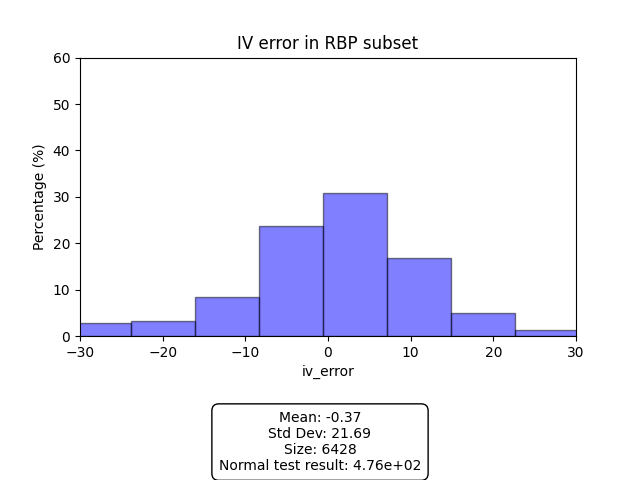 IV error in RBP subset
60
50
40
30
20
10
0
Percentage (%)
−30
−20
−10
0
10
20
30
iv_error
Mean: -0.37
Std Dev: 21.69
Size: 6428
Normal test result: 4.76e+02